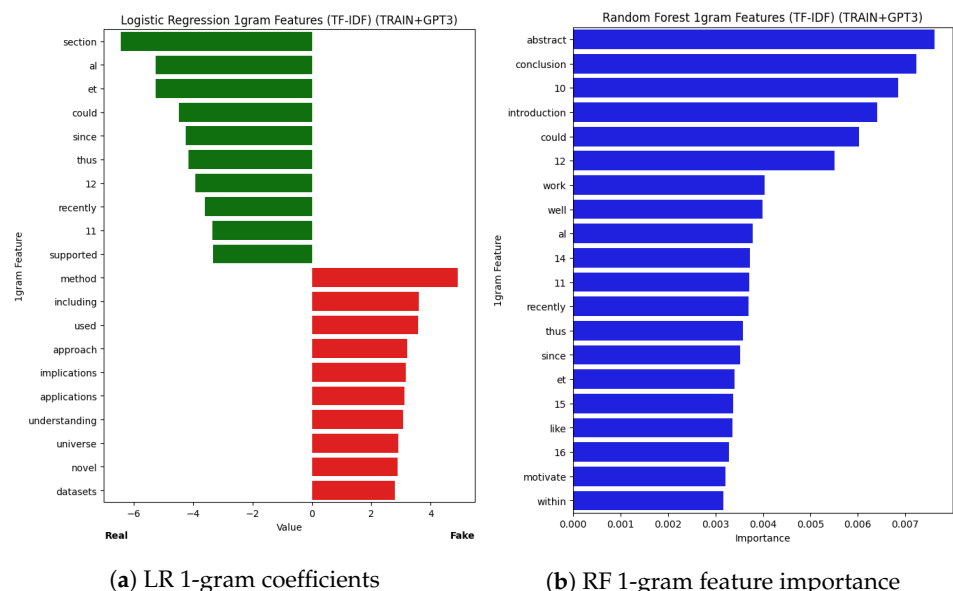 Logistic Regression 1gram Features (TF-IDF) (TRAIN+GPT3)
1gram Feature
section
al
et
could
since
thus
12
recently
11
supported
method
including
used
approach
implications
applications
understanding
universe
novel
datasets
−6 −4 −2 0 2 4
Value
Real Fake
(a) LR 1-gram coefficients
Random Forest 1gram Features (TF-IDF) (TRAIN+GPT3)
1gram Feature
abstract
conclusion
10
introduction
could
12
work
well
al
14
11
recently
thus
since
et
15
like
16
motivate
within
0.000 0.001 0.002 0.003 0.004 0.005 0.006 0.007
Importance
(b) RF 1-gram feature importance